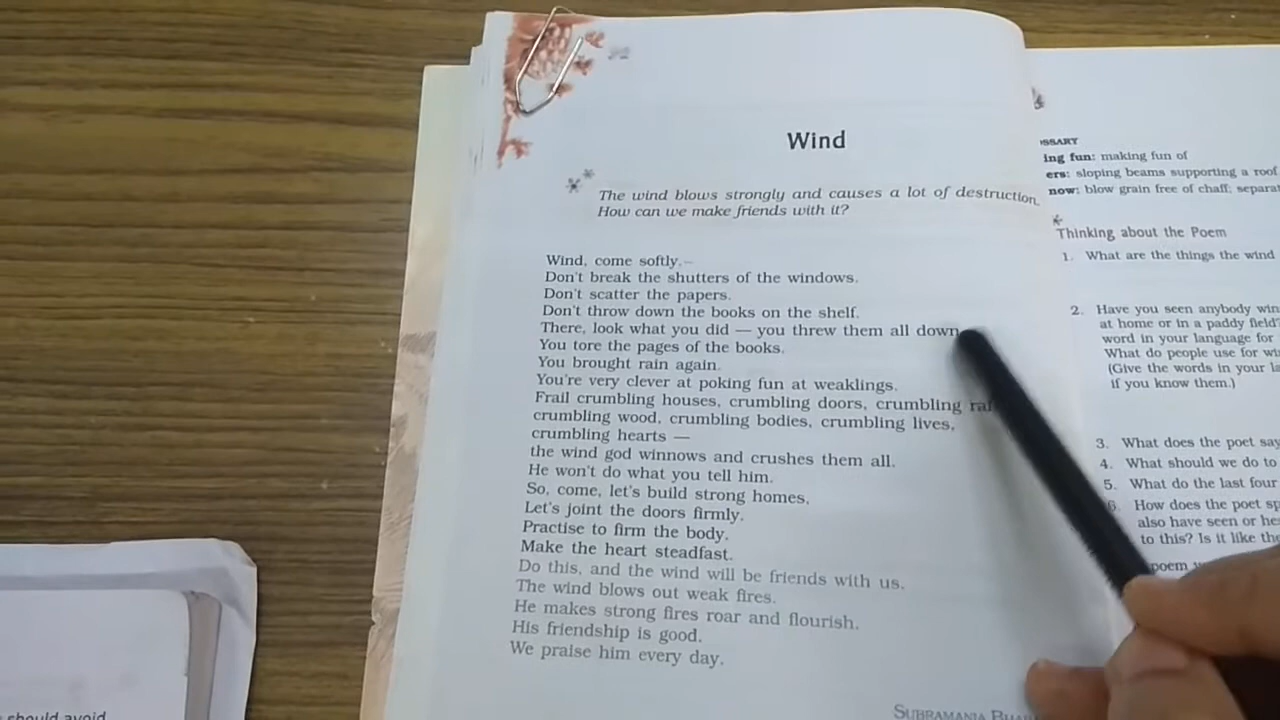 Wind
The wind blows strongly and causes a lot of destruction.
How can we make friends with it?
Wind, come softly.
Don't break the shutters of the windows.
Don't scatter the papers.
Don't throw down the books on the shelf.
There, look what you did — you threw them all down
You tore the pages of the books.
You brought rain again.
You're very clever at poking fun at weaklings.
Frail crumbling houses, crumbling doors, crumbling
crumbling wood, crumbling bodies, crumbling lives,
crumbling hearts —
the wind god winnows and crushes them all.
He won't do what you tell him.
So, come, let's build strong homes,
Let's joint the doors firmly.
Practise to firm the body.
Make the heart steadfast.
Do this, and the wind will be friends with us.
The wind blows out weak fires.
He makes strong fires roar and flourish.
His friendship is good.
We praise him every day.
SUBRAMANIA
ing fun: making fun of
ers: sloping beams supporting a roof
now: blow grain free of chaff; separat
Thinking about the Poem
1. What are the things the wind
2. Have you seen anybody win
at home or in a paddy field?
word in your language for
What do people use for wi
(Give the words in your la
if you know them.)
3. What does the poet say
4. What should we do to
5. What do the last four
6. How does the poet sp
also have seen or he
to this? Is it like the
poem
should avoid